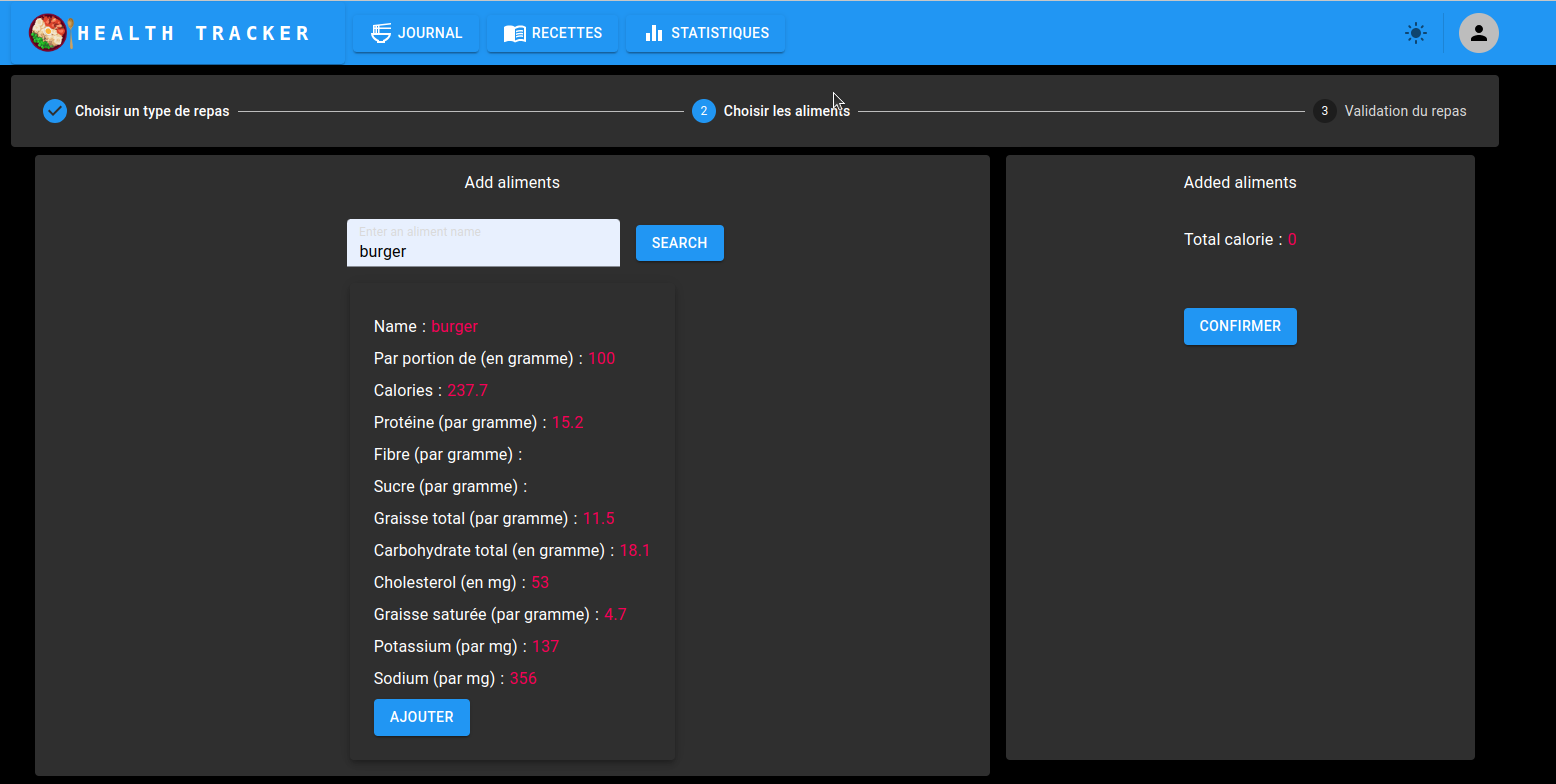 HEALTH TRACKER JOURNAL RECETTES STATISTIQUES
Choisir un type de repas 2 Choisir les aliments 3 Validation du repas
Add aliments
Enter an aliment name
burger
SEARCH
Name : burger
Par portion de (en gramme) : 100
Calories : 237.7
Protéine (par gramme) : 15.2
Fibre (par gramme) :
Sucre (par gramme) :
Graisse total (par gramme) : 11.5
Carbohydrate total (en gramme) : 18.1
Cholesterol (en mg) : 53
Graisse saturée (par gramme) : 4.7
Potassium (par mg) : 137
Sodium (par mg) : 356
AJOUTER
Added aliments
Total calorie : 0
CONFIRMER